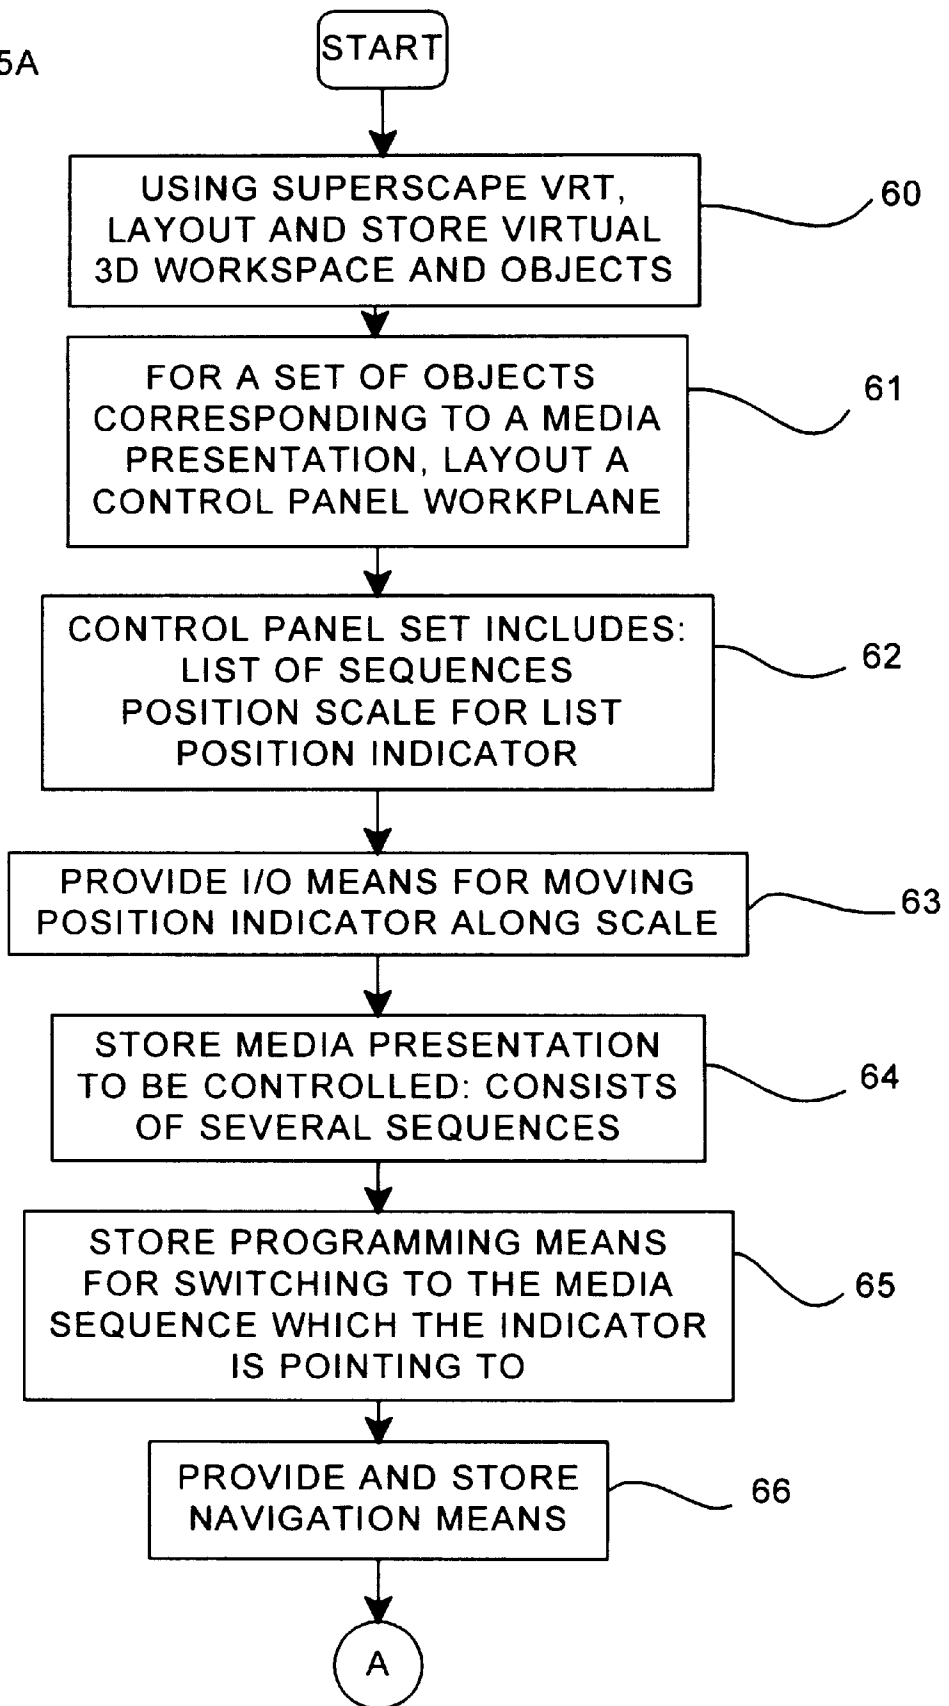 5A
START
USING SUPERSCAPE VRT,
LAYOUT AND STORE VIRTUAL
3D WORKSPACE AND OBJECTS
60
FOR A SET OF OBJECTS
CORRESPONDING TO A MEDIA
PRESENTATION, LAYOUT A
CONTROL PANEL WORKPLANE
61
CONTROL PANEL SET INCLUDES:
LIST OF SEQUENCES
POSITION SCALE FOR LIST
POSITION INDICATOR
62
PROVIDE I/O MEANS FOR MOVING
POSITION INDICATOR ALONG SCALE
63
STORE MEDIA PRESENTATION
TO BE CONTROLLED: CONSISTS
OF SEVERAL SEQUENCES
64
STORE PROGRAMMING MEANS
FOR SWITCHING TO THE MEDIA
SEQUENCE WHICH THE INDICATOR
IS POINTING TO
65
PROVIDE AND STORE
NAVIGATION MEANS
66
A